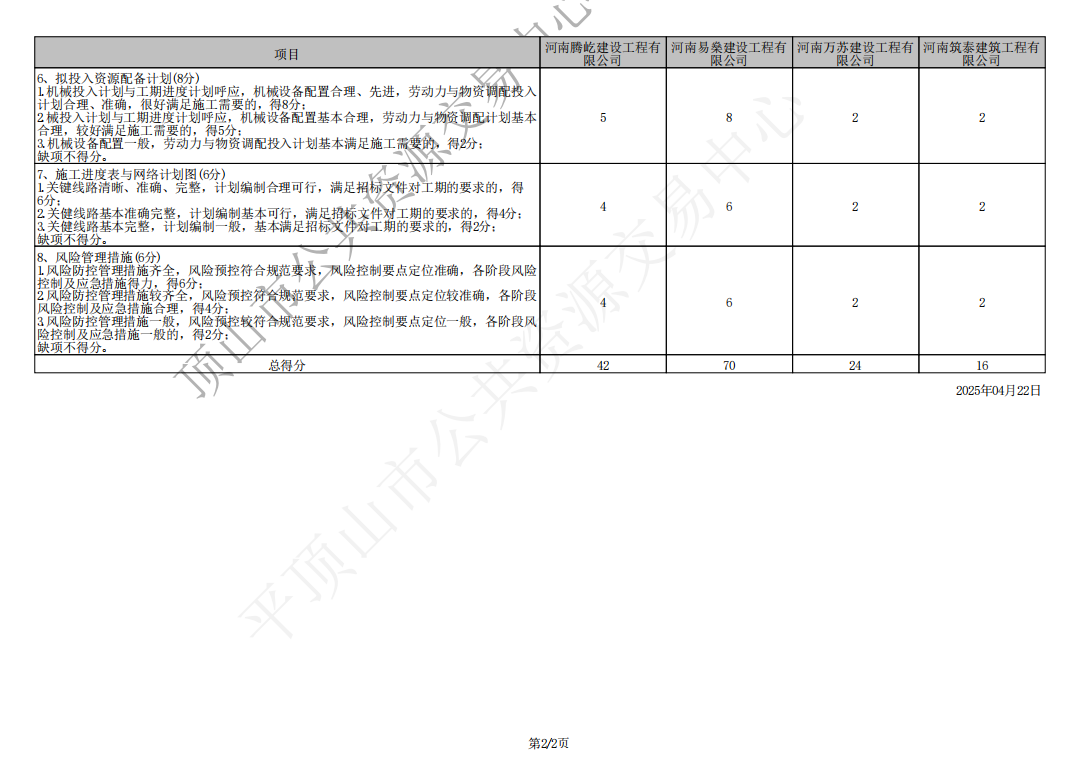 项目
河南腾屹建设工程有
限公司
河南易燊建设工程有
限公司
河南万苏建设工程有
限公司
河南筑泰建筑工程有
限公司
6、拟投入资源配备计划(8分)
1.机械投入计划与工期进度计划呼应，机械设备配置合理、先进，劳动力与物资调配投入
计划合理、准确，很好满足施工需要的，得8分；
2.械投入计划与工期进度计划呼应，机械设备配置基本合理，劳动力与物资调配计划基本
合理，较好满足施工需要的，得5分；
3.机械设备配置一般，劳动力与物资调配投入计划基本满足施工需要的，得2分；
缺项不得分。
5
8
2
2
7、施工进度表与网络计划图(6分)
1.关键线路清晰、准确、完整，计划编制合理可行，满足招标文件对工期的要求的，得
6分；
2.关健线路基本准确完整，计划编制基本可行，满足招标文件对工期的要求的，得4分；
3.关健线路基本完整，计划编制一般，基本满足招标文件对工期的要求的，得2分；
缺项不得分。
4
6
2
2
8、风险管理措施(6分)
1.风险防控管理措施齐全，风险预控符合规范要求，风险控制要点定位准确，各阶段风险
控制及应急措施得力，得6分；
2.风险防控管理措施较齐全，风险预控符合规范要求，风险控制要点定位较准确，各阶段
风险控制及应急措施合理，得4分；
3.风险防控管理措施一般，风险预控较符合规范要求，风险控制要点定位一般，各阶段风
险控制及应急措施一般的，得2分；
缺项不得分。
4
6
2
2
总得分
42
70
24
16
2025年04月22日
顶山市公共资源交易中心
平顶山市公共资源交易中心
第2/2页